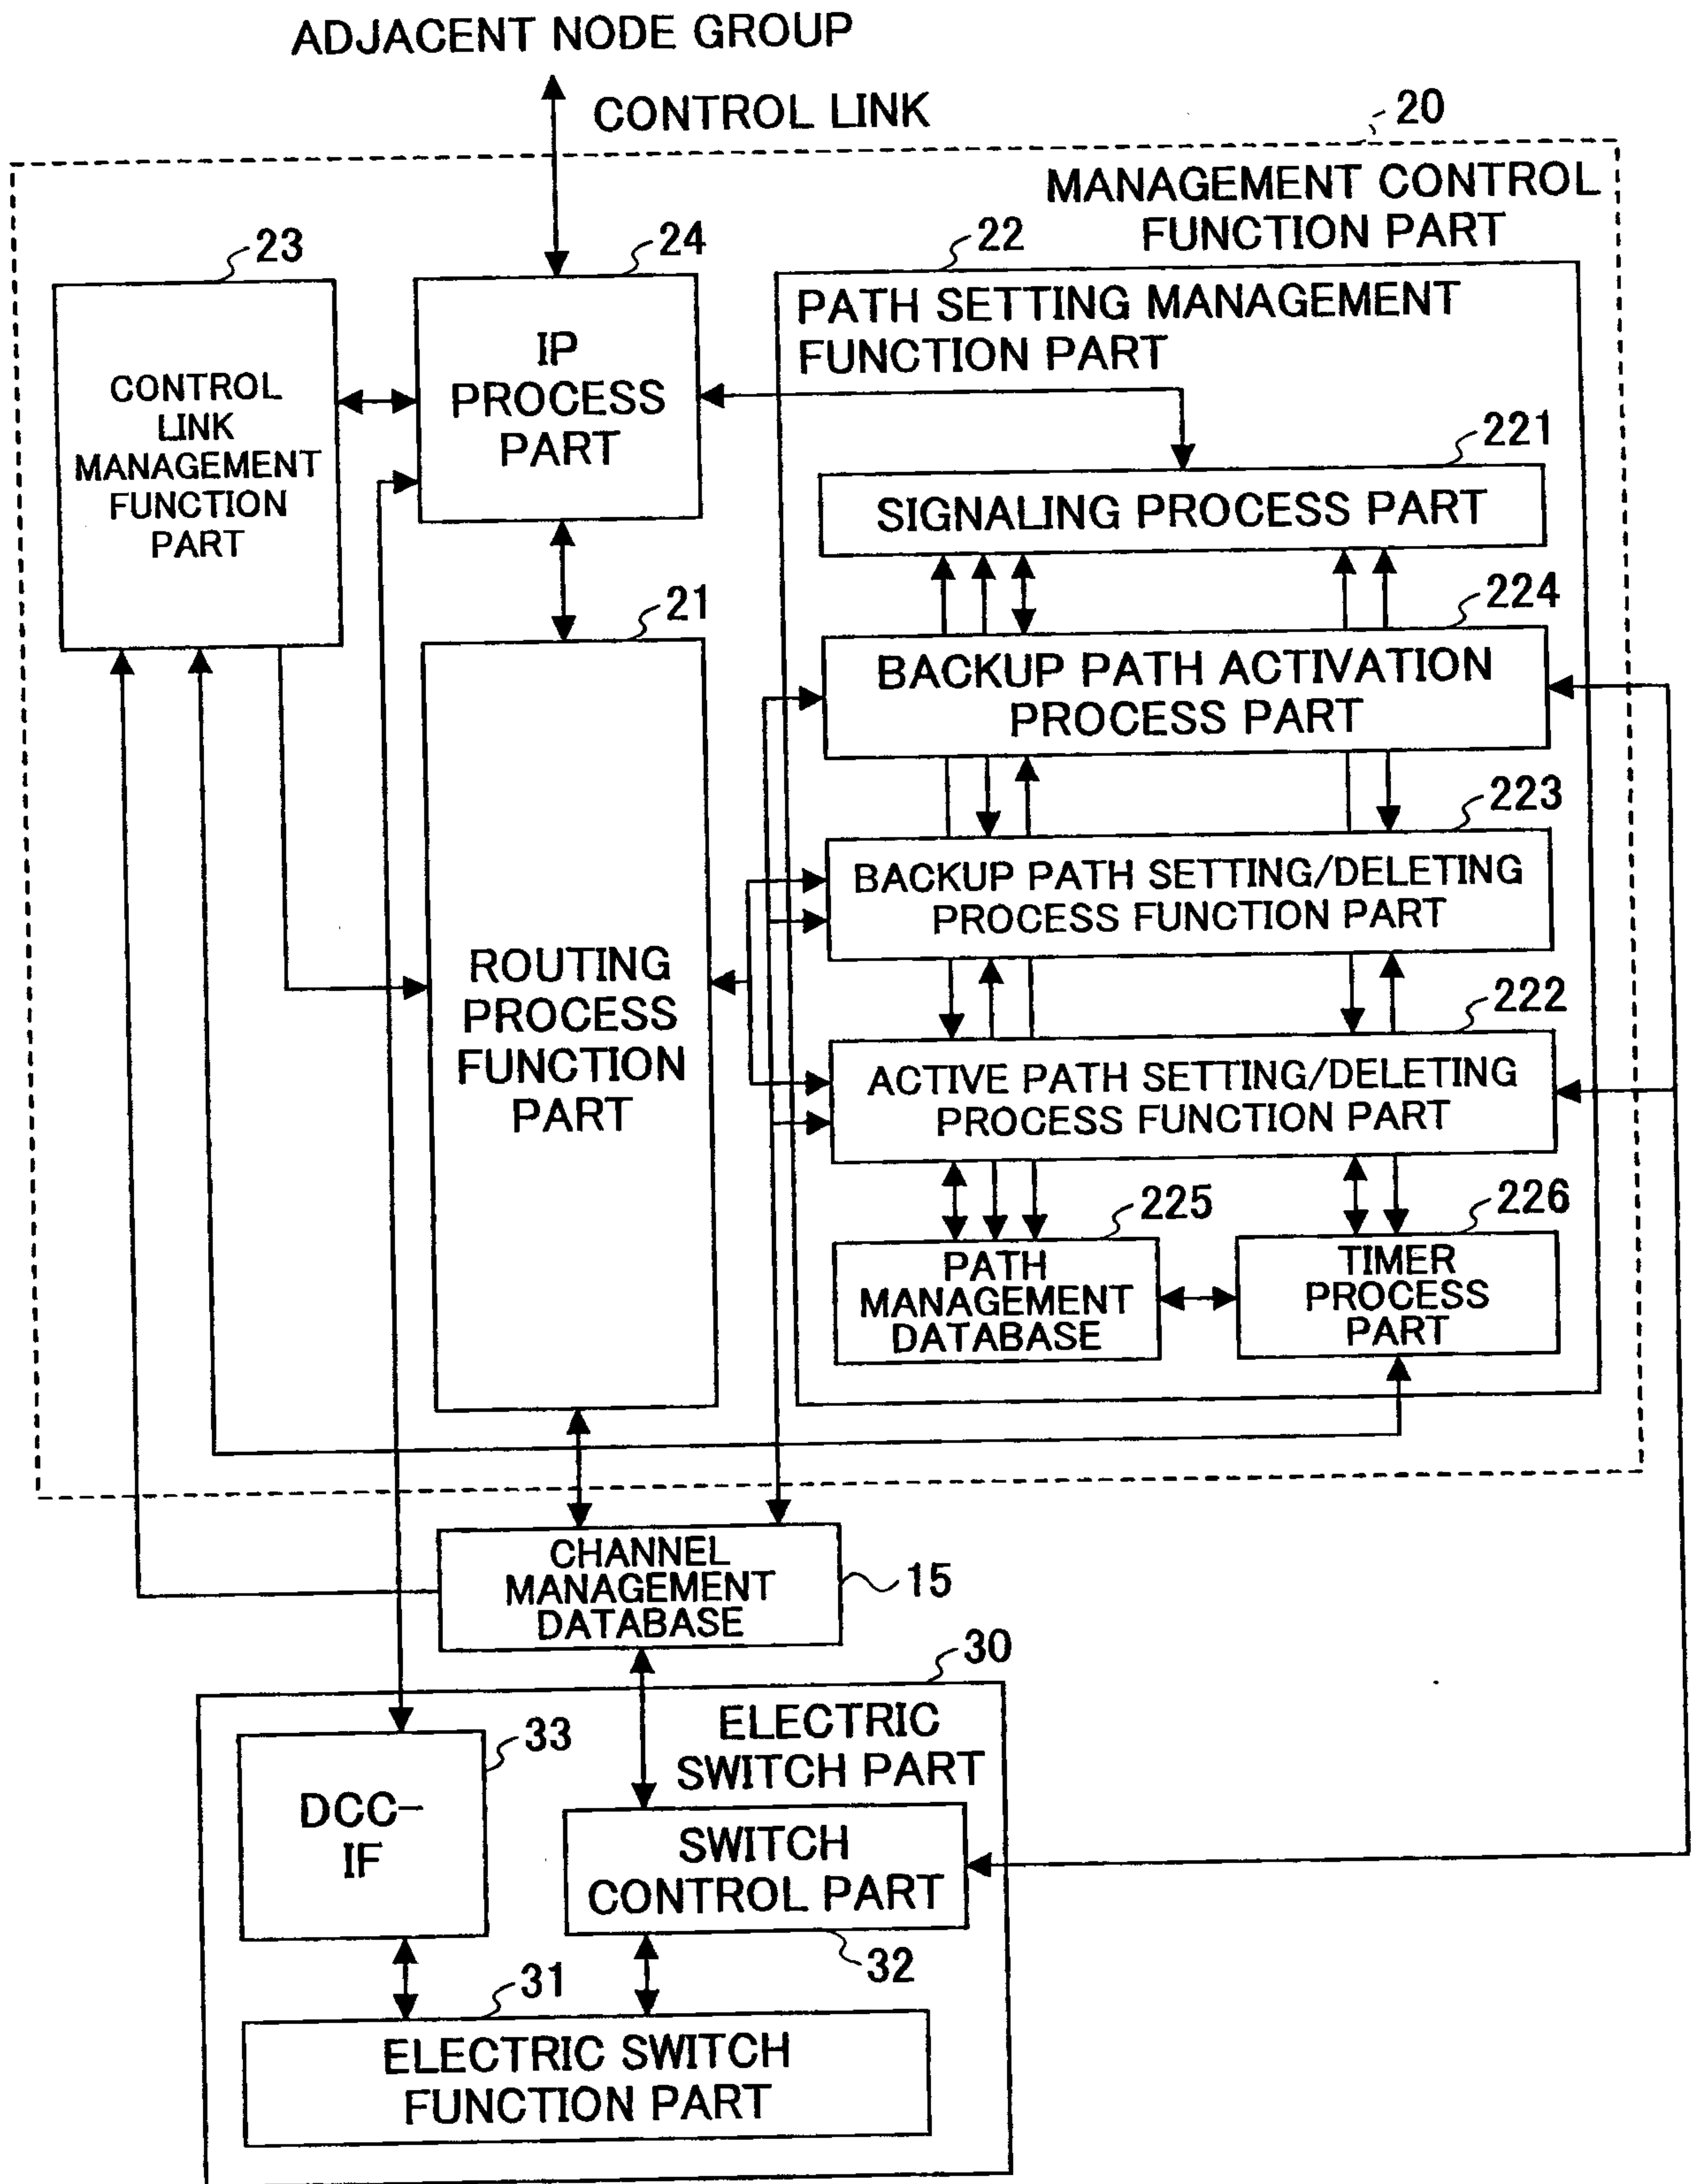 ADJACENT NODE GROUP
CONTROL LINK
20
MANAGEMENT CONTROL
FUNCTION PART
23
CONTROL
LINK
MANAGEMENT
FUNCTION
PART
24
IP
PROCESS
PART
22
PATH SETTING MANAGEMENT
FUNCTION PART
221
SIGNALING PROCESS PART
224
BACKUP PATH ACTIVATION
PROCESS PART
223
BACKUP PATH SETTING/DELETING
PROCESS FUNCTION PART
222
ACTIVE PATH SETTING/DELETING
PROCESS FUNCTION PART
21
ROUTING
PROCESS
FUNCTION
PART
225
PATH
MANAGEMENT
DATABASE
226
TIMER
PROCESS
PART
CHANNEL
MANAGEMENT
DATABASE
15
30
ELECTRIC
SWITCH PART
33
DCC-
IF
SWITCH
CONTROL PART
32
31
ELECTRIC SWITCH
FUNCTION PART